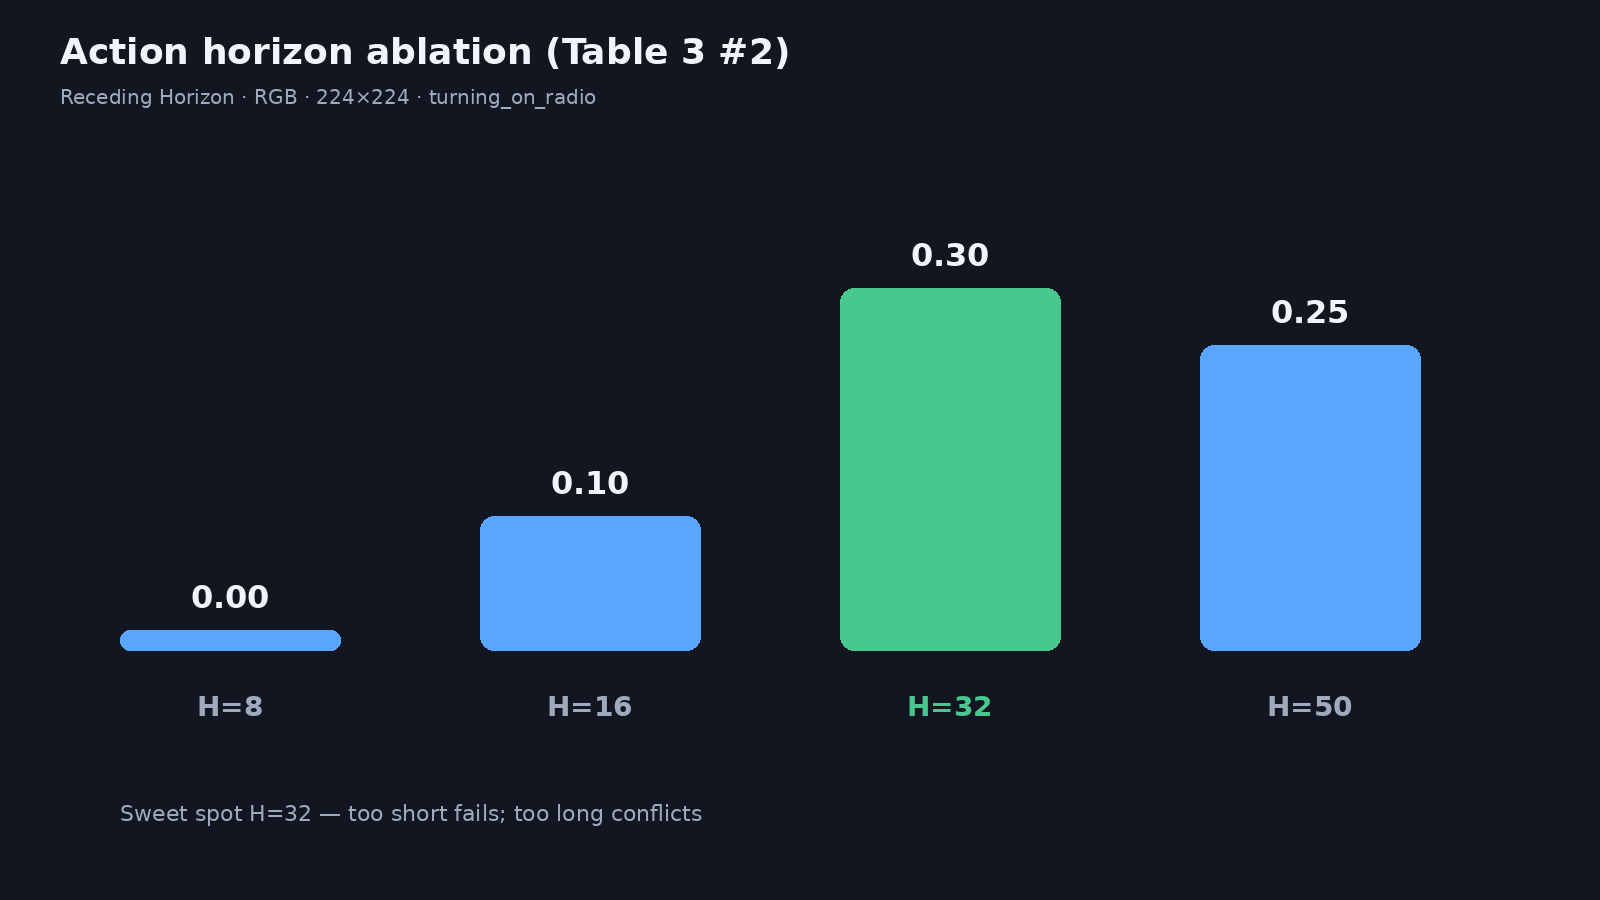 Action horizon ablation (Table 3 #2)
Receding Horizon · RGB · 224×224 · turning_on_radio
0.30
0.25
0.10
0.00
H=8
H=16
H=32
H=50
Sweet spot H=32 — too short fails; too long conflicts